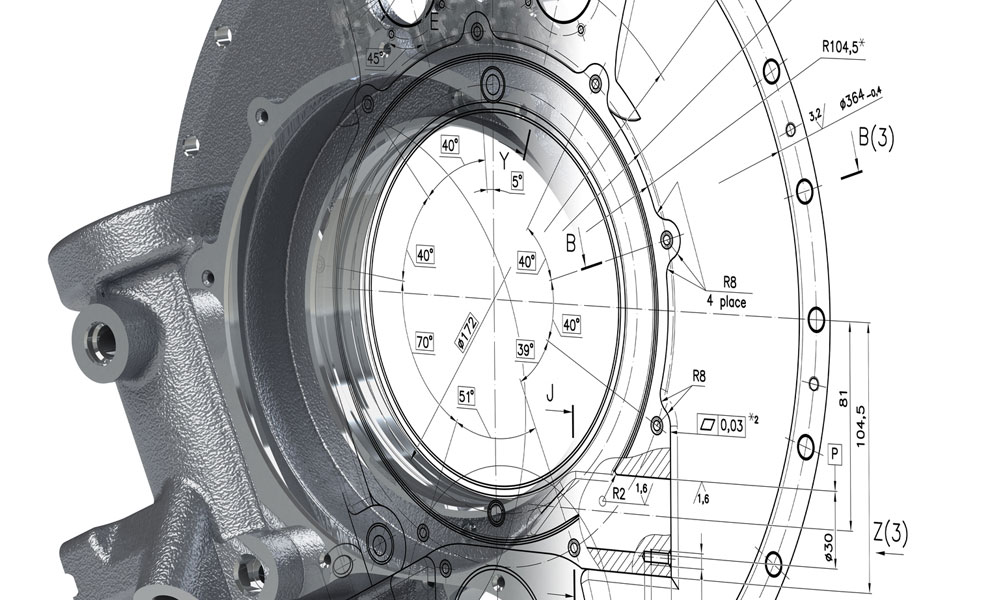 E
45°
R104,5*
3,2
ø364-0,4
B(3)
40°
Y
5°
B
40°
40°
R8
4 place
ø172
40°
70°
39°
R8
51°
J
81
104,5
0,03 *2
P
R2
1,6
1,6
Z(3)
ø30